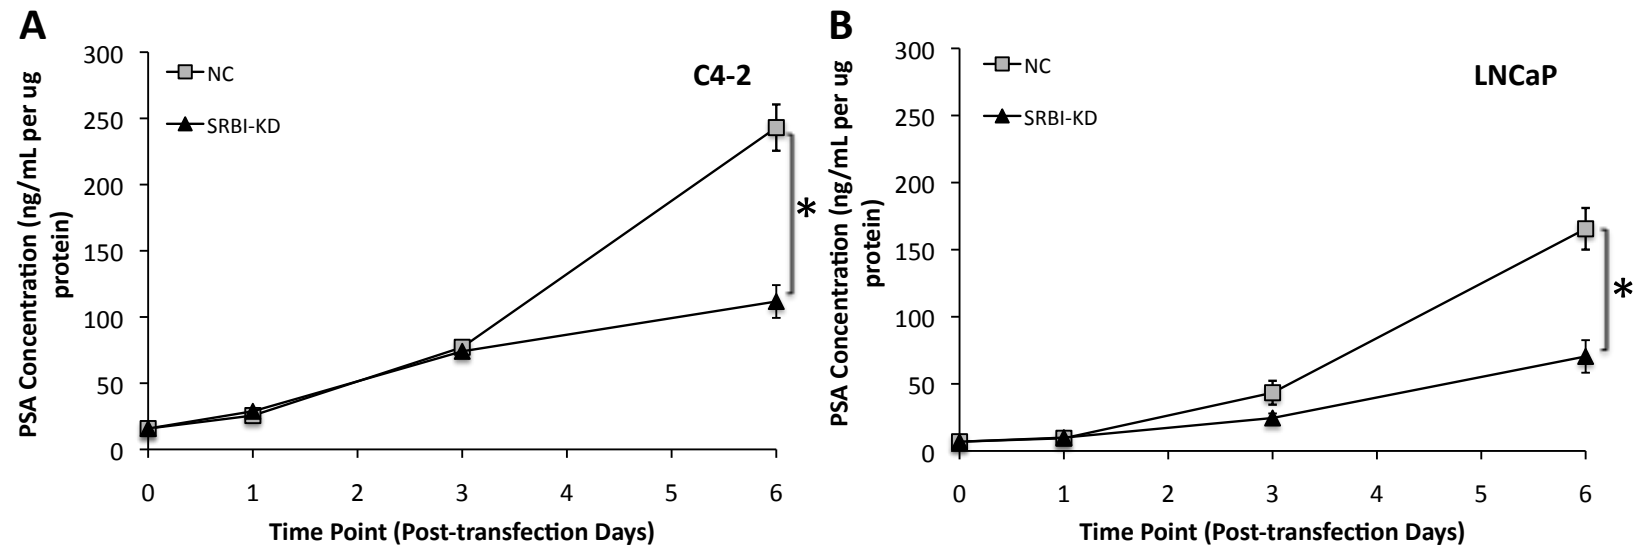 A
PSA Concentration (ng/mL per ug
protein)
300
250
200
150
100
50
0
NC
SRBI-KD
C4-2
*
0 1 2 3 4 5 6
Time Point (Post-transfection Days)
B
PSA Concentration (ng/mL per ug
protein)
300
250
200
150
100
50
0
NC
SRBI-KD
LNCaP
*
0 1 2 3 4 5 6
Time Point (Post-transfection Days)